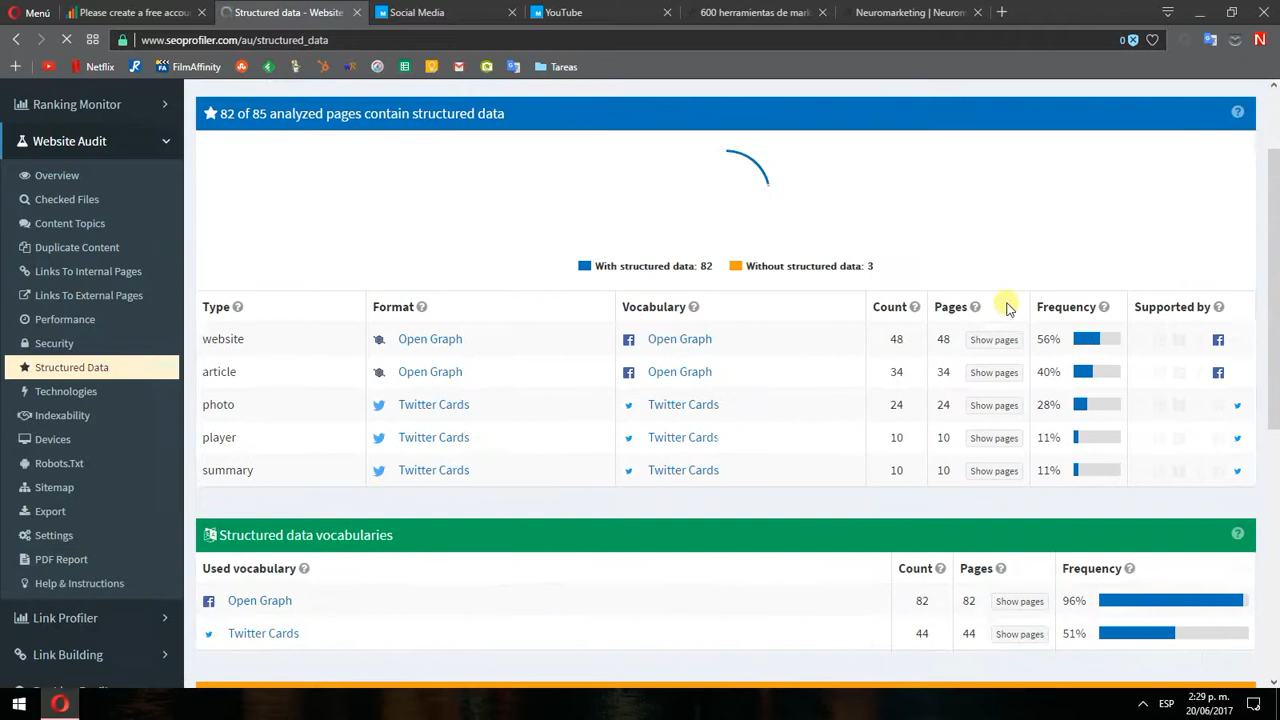 Menú
Please create a free accou
Structured data - Website
Social Media
YouTube
600 herramientas de mark
Neuromarketing | Neurom
www.seoprofiler.com/au/structured_data
0
Netflix
FilmAffinity
Tareas
Ranking Monitor
Website Audit
Overview
Checked Files
Content Topics
Duplicate Content
Links To Internal Pages
Links To External Pages
Performance
Security
Structured Data
Technologies
Indexability
Devices
Robots.Txt
Sitemap
Export
Settings
PDF Report
Help & Instructions
Link Profiler
Link Building
82 of 85 analyzed pages contain structured data
With structured data: 82 Without structured data: 3
Type Format Vocabulary Count Pages Frequency Supported by
website Open Graph Open Graph 48 48 Show pages 56%
article Open Graph Open Graph 34 34 Show pages 40%
photo Twitter Cards Twitter Cards 24 24 Show pages 28%
player Twitter Cards Twitter Cards 10 10 Show pages 11%
summary Twitter Cards Twitter Cards 10 10 Show pages 11%
Structured data vocabularies
Used vocabulary Count Pages Frequency
Open Graph 82 82 Show pages 96%
Twitter Cards 44 44 Show pages 51%
ESP
2:29 p. m.
20/06/2017